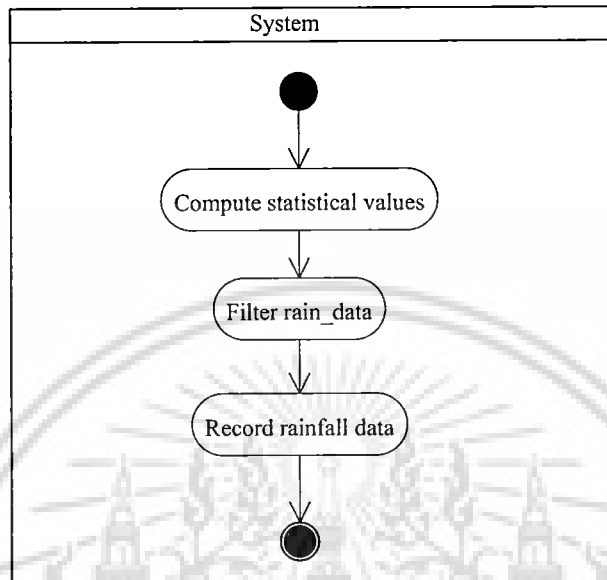 System
Compute statistical values
Filter rain_data
Record rainfall data